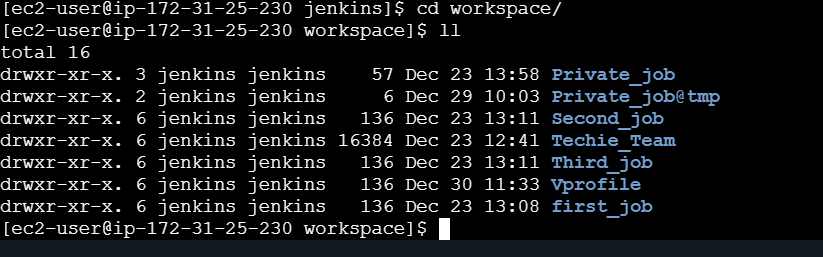 [ec2-user@ip-172-31-25-230 jenkins]$ cd workspace/
[ec2-user@ip-172-31-25-230 workspace]$ ll
total 16
drwxr-xr-x. 3 jenkins jenkins    57 Dec 23 13:58 Private_job
drwxr-xr-x. 2 jenkins jenkins     6 Dec 29 10:03 Private_job@tmp
drwxr-xr-x. 6 jenkins jenkins   136 Dec 23 13:11 Second_job
drwxr-xr-x. 6 jenkins jenkins 16384 Dec 23 12:41 Techie_Team
drwxr-xr-x. 6 jenkins jenkins   136 Dec 23 13:11 Third_job
drwxr-xr-x. 6 jenkins jenkins   136 Dec 30 11:33 Vprofile
drwxr-xr-x. 6 jenkins jenkins   136 Dec 23 13:08 first_job
[ec2-user@ip-172-31-25-230 workspace]$